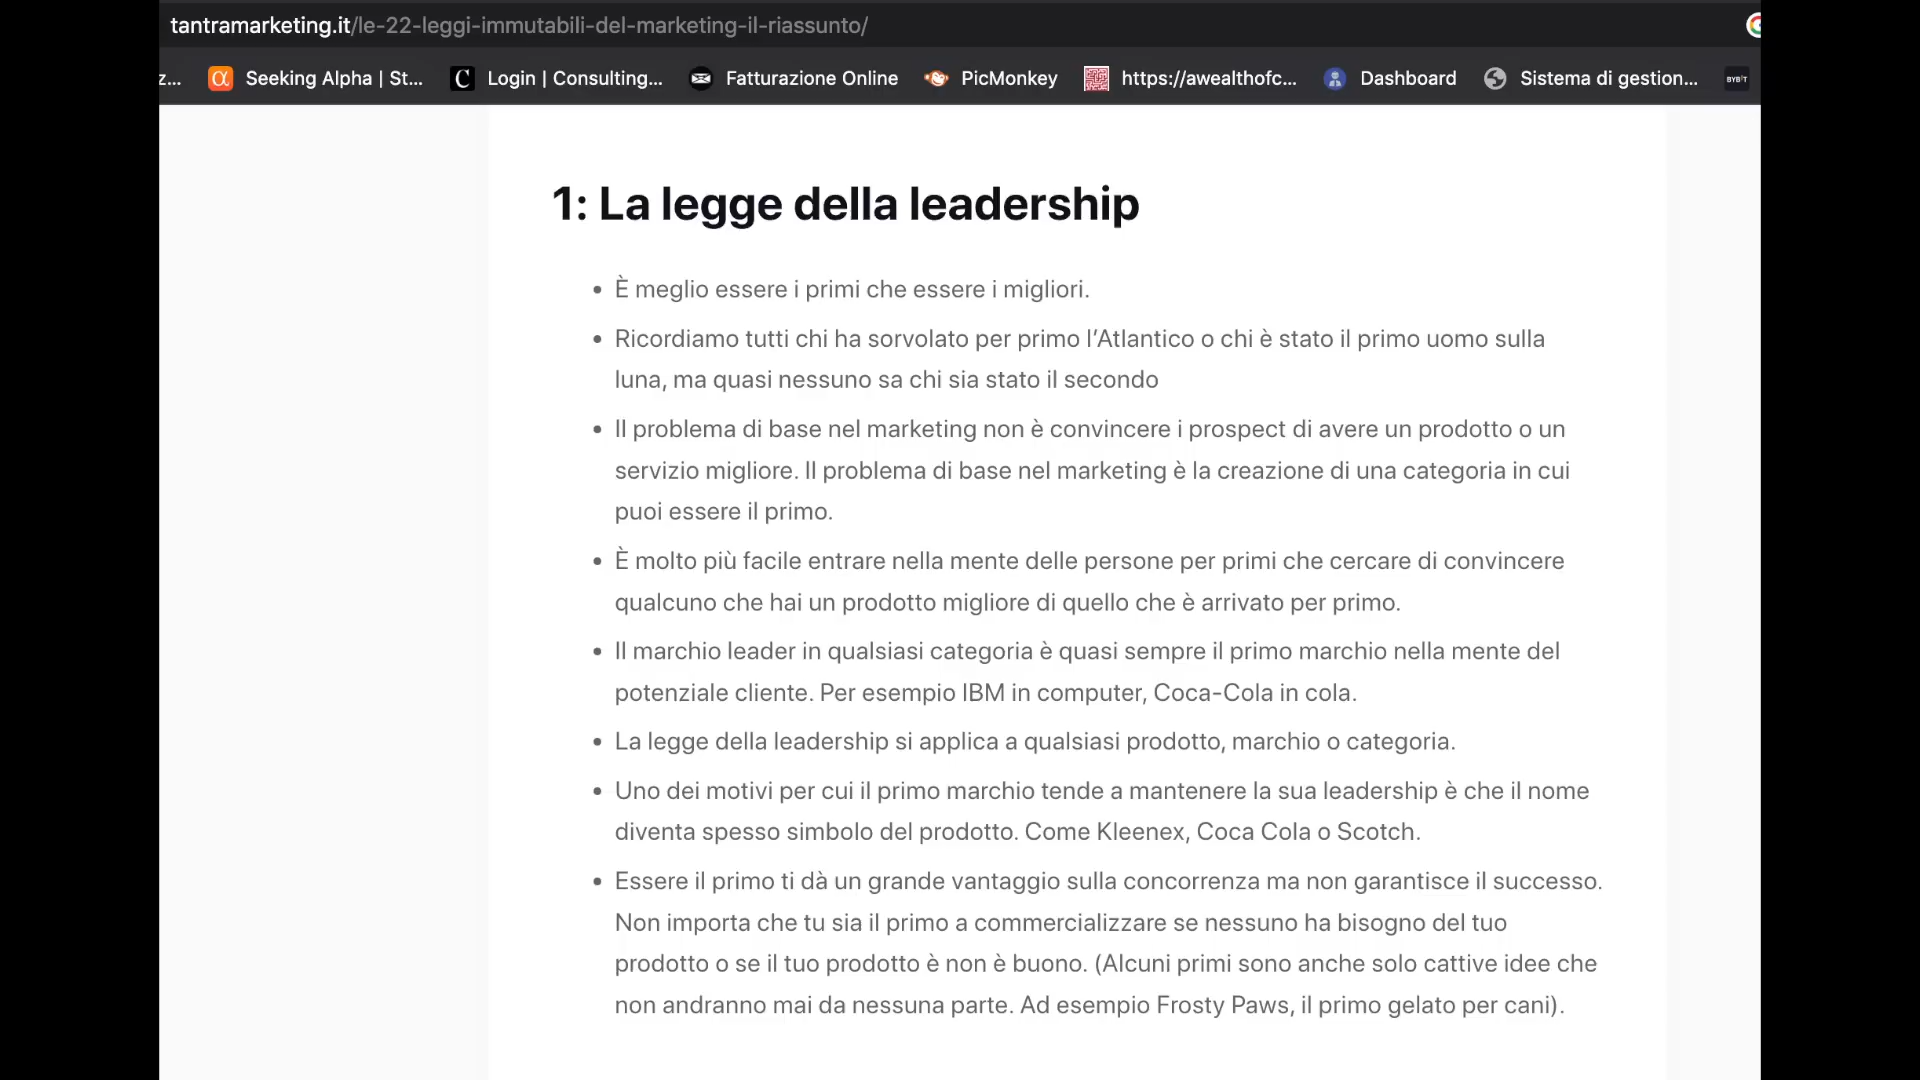 tantramarketing.it/le-22-leggi-immutabili-del-marketing-il-riassunto/
z... Seeking Alpha | St... Login | Consulting... Fatturazione Online PicMonkey https://awealthofc... Dashboard Sistema di gestion... BYBIT
1: La legge della leadership
• È meglio essere i primi che essere i migliori.
• Ricordiamo tutti chi ha sorvolato per primo l’Atlantico o chi è stato il primo uomo sulla
luna, ma quasi nessuno sa chi sia stato il secondo
• Il problema di base nel marketing non è convincere i prospect di avere un prodotto o un
servizio migliore. Il problema di base nel marketing è la creazione di una categoria in cui
puoi essere il primo.
• È molto più facile entrare nella mente delle persone per primi che cercare di convincere
qualcuno che hai un prodotto migliore di quello che è arrivato per primo.
• Il marchio leader in qualsiasi categoria è quasi sempre il primo marchio nella mente del
potenziale cliente. Per esempio IBM in computer, Coca-Cola in cola.
• La legge della leadership si applica a qualsiasi prodotto, marchio o categoria.
• Uno dei motivi per cui il primo marchio tende a mantenere la sua leadership è che il nome
diventa spesso simbolo del prodotto. Come Kleenex, Coca Cola o Scotch.
• Essere il primo ti dà un grande vantaggio sulla concorrenza ma non garantisce il successo.
Non importa che tu sia il primo a commercializzare se nessuno ha bisogno del tuo
prodotto o se il tuo prodotto è non è buono. (Alcuni primi sono anche solo cattive idee che
non andranno mai da nessuna parte. Ad esempio Frosty Paws, il primo gelato per cani).